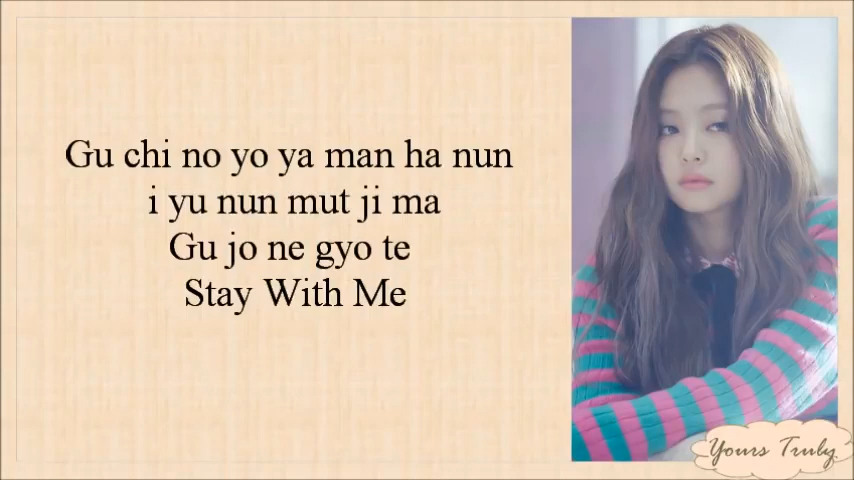 Gu chi no yo ya man ha nun
i yu nun mut ji ma
Gu jo ne gyo te
Stay With Me
Yours Truly